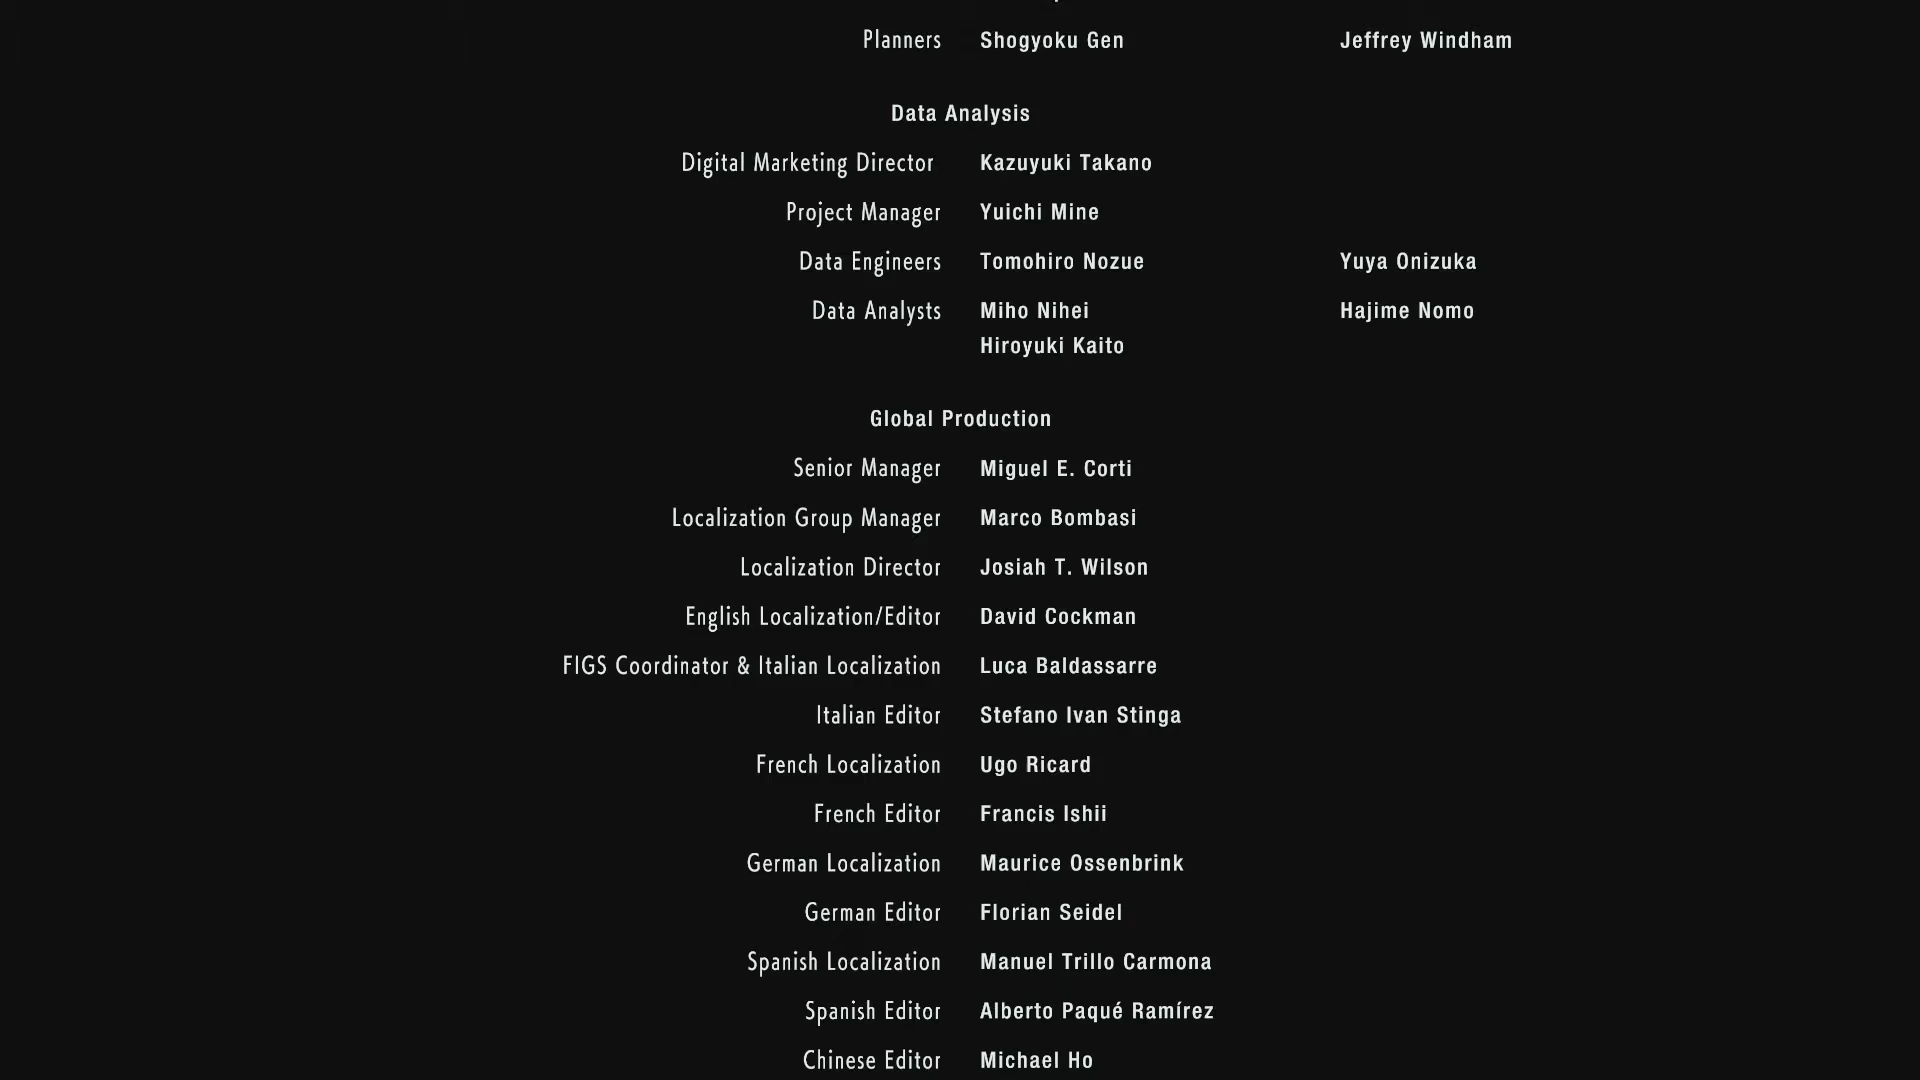 Planners Shogyoku Gen Jeffrey Windham
Data Analysis
Digital Marketing Director Kazuyuki Takano
Project Manager Yuichi Mine
Data Engineers Tomohiro Nozue Yuya Onizuka
Data Analysts Miho Nihei Hajime Nomo
Hiroyuki Kaito
Global Production
Senior Manager Miguel E. Corti
Localization Group Manager Marco Bombasi
Localization Director Josiah T. Wilson
English Localization/Editor David Cockman
FIGS Coordinator & Italian Localization Luca Baldassarre
Italian Editor Stefano Ivan Stinga
French Localization Ugo Ricard
French Editor Francis Ishii
German Localization Maurice Ossenbrink
German Editor Florian Seidel
Spanish Localization Manuel Trillo Carmona
Spanish Editor Alberto Paqué Ramírez
Chinese Editor Michael Ho